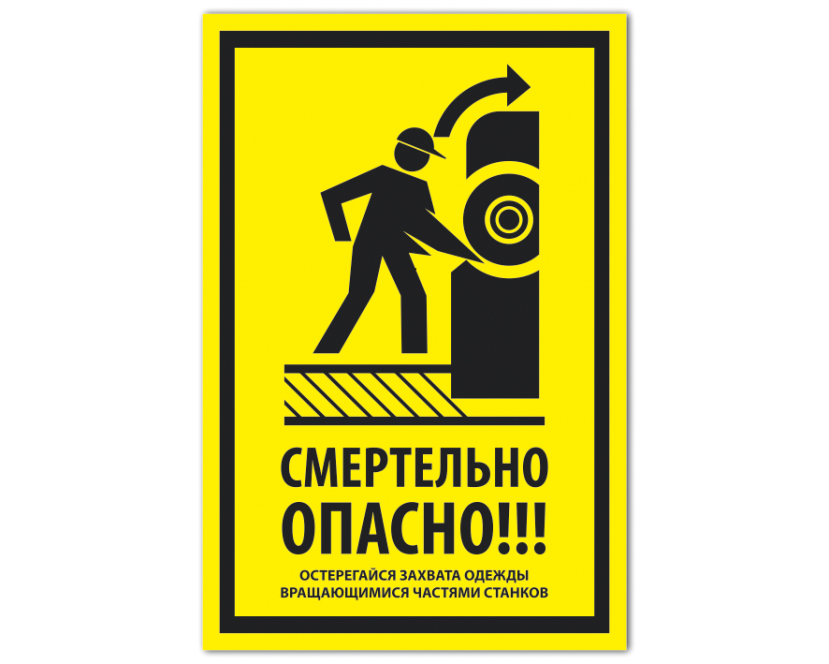 СМЕРТЕЛЬНО
ОПАСНО!!!
ОСТЕРЕГАЙСЯ ЗАХВАТА ОДЕЖДЫ
ВРАЩАЮЩИМИСЯ ЧАСТЯМИ СТАНКОВ